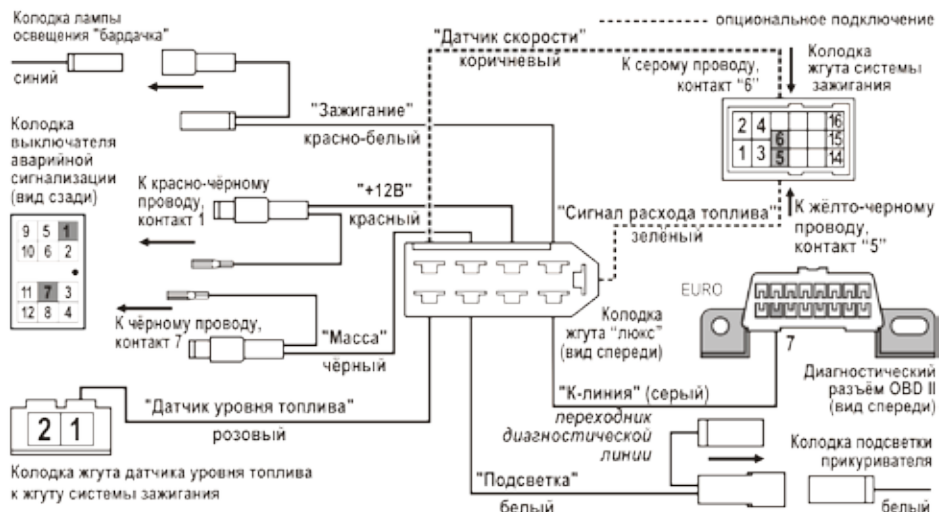 Колодка лампы
освещения "бардачка"
синий
опциональное подключение
"Датчик скорости"
коричневый
К серому проводу,
контакт "6"
Колодка
жгута системы
зажигания
"Зажигание"
красно-белый
2 4 16
6 15
1 3 5 14
Колодка
выключателя
аварийной
сигнализации
(вид сзади)
9 5 1
10 6 2
11 7 3
12 8 4
К красно-чёрному
проводу,
контакт 1
"+12В"
красный
"Сигнал расхода топлива"
зелёный
К жёлто-черному
проводу,
контакт "5"
К чёрному проводу,
контакт 7
"Масса"
чёрный
Колодка
жгута "люкс"
(вид спереди)
EURO
7
Диагностический
разъём OBD II
(вид спереди)
"Датчик уровня топлива"
розовый
2 1
Колодка жгута датчика уровня топлива
к жгуту системы зажигания
"К-линия" (серый)
переходник
диагностической
линии
"Подсветка"
белый
Колодка подсветки
прикуривателя
белый